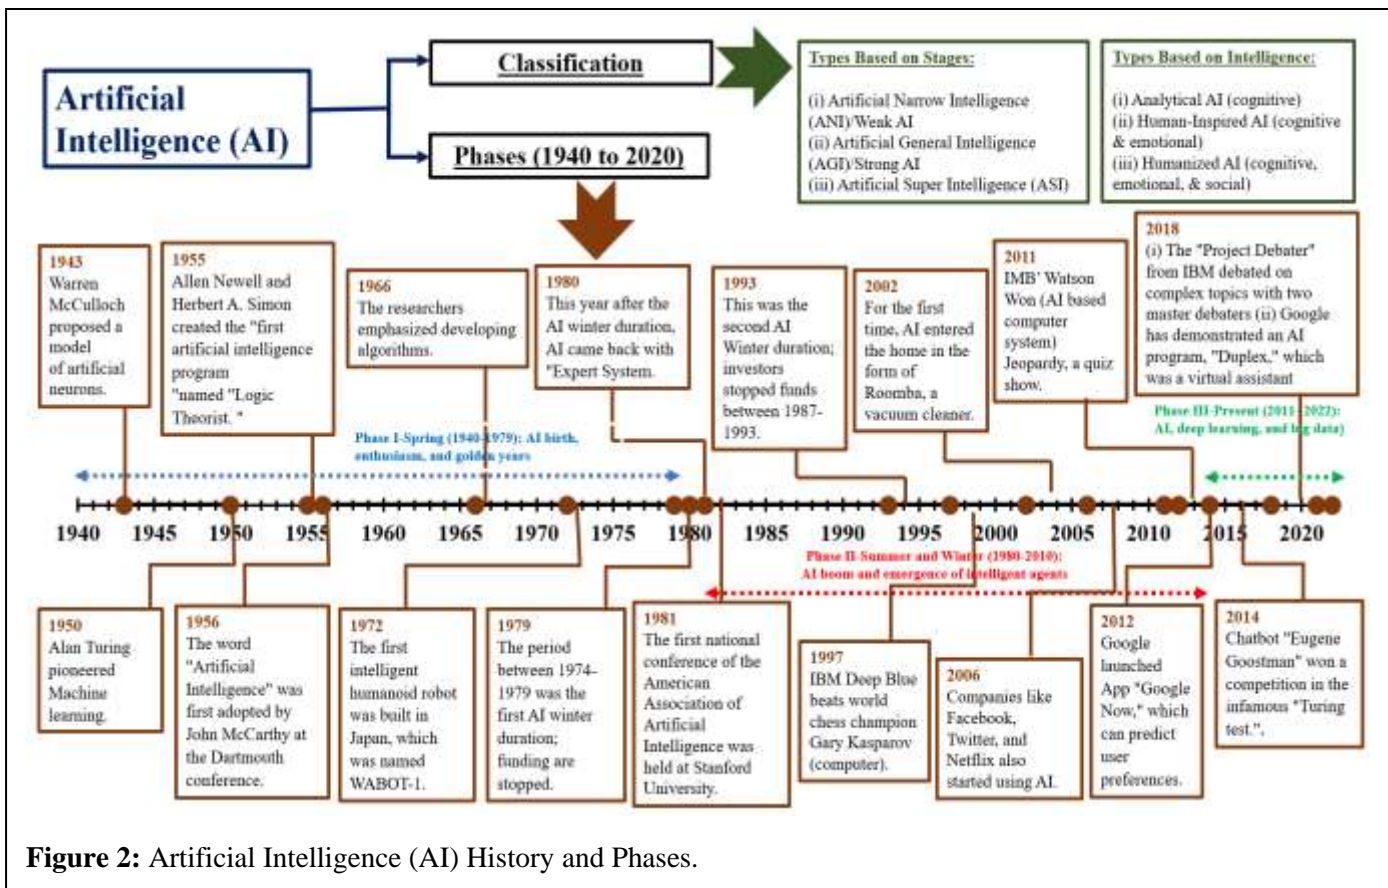 Artificial
Intelligence (AI)
Classification
Phases (1940 to 2020)
Types Based on Stages:
(i) Artificial Narrow Intelligence
(ANI)/Weak AI
(ii) Artificial General Intelligence
(AGI)/Strong AI
(iii) Artificial Super Intelligence (ASI)
Types Based on Intelligence:
(i) Analytical AI (cognitive)
(ii) Human-Inspired AI (cognitive
& emotional)
(iii) Humanized AI (cognitive,
emotional, & social)
1943
Warren
McCulloch
proposed a
model
of artificial
neurons.
1955
Allen Newell and
Herbert A. Simon
created the "first
artificial intelligence
program
"named "Logic
Theorist. "
1966
The researchers
emphasized developing
algorithms.
1980
This year after the
AI winter duration,
AI came back with
"Expert System.
1993
This was the
second AI
Winter duration;
investors
stopped funds
between 1987-
1993.
2002
For the first
time, AI entered
the home in the
form of
Roomba, a
vacuum cleaner.
2011
IMB' Watson
Won (AI based
computer
system)
Jeopardy, a quiz
show.
2018
(i) The "Project Debater"
from IBM debated on
complex topics with two
master debaters (ii) Google
has demonstrated an AI
program, "Duplex," which
was a virtual assistant
Phase I-Spring (1940-1979): AI birth,
enthusiasm, and golden years
Phase III-Present (2011-2022):
AI, deep learning, and big data)
1940 1945 1950 1955 1960 1965 1970 1975 1980 1985 1990 1995 2000 2005 2010 2015 2020
Phase II-Summer and Winter (1980-2010):
AI boom and emergence of intelligent agents
1950
Alan Turing
pioneered
Machine
learning.
1956
The word
"Artificial
Intelligence" was
first adopted by
John McCarthy at
the Dartmouth
conference.
1972
The first
intelligent
humanoid robot
was built in
Japan, which
was named
WABOT-1.
1979
The period
between 1974-
1979 was the
first AI winter
duration;
funding are
stopped.
1981
The first national
conference of the
American
Association of
Artificial
Intelligence was
held at Stanford
University.
1997
IBM Deep Blue
beats world
chess champion
Gary Kasparov
(computer).
2006
Companies like
Facebook,
Twitter, and
Netflix also
started using AI.
2012
Google
launched
App "Google
Now," which
can predict
user
preferences.
2014
Chatbot "Eugene
Goostman" won a
competition in the
infamous "Turing
test.".
Figure 2: Artificial Intelligence (AI) History and Phases.